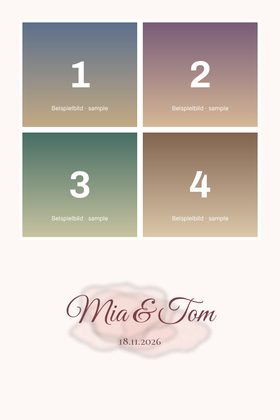 1
2
Beispielbild - sample
Beispielbild - sample
3
4
Beispielbild - sample
Beispielbild - sample
Mia & Tom
18.11.2026